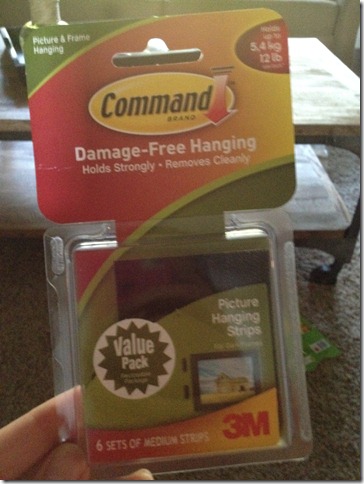 Picture & Frame
Hanging
Holds
up to
5,4 kg
12 lb
Command
BRAND
Damage-Free Hanging
Holds Strongly • Removes Cleanly
Picture
Hanging
Strips
Value
Pack
3M
6 SETS OF MEDIUM STRIPS